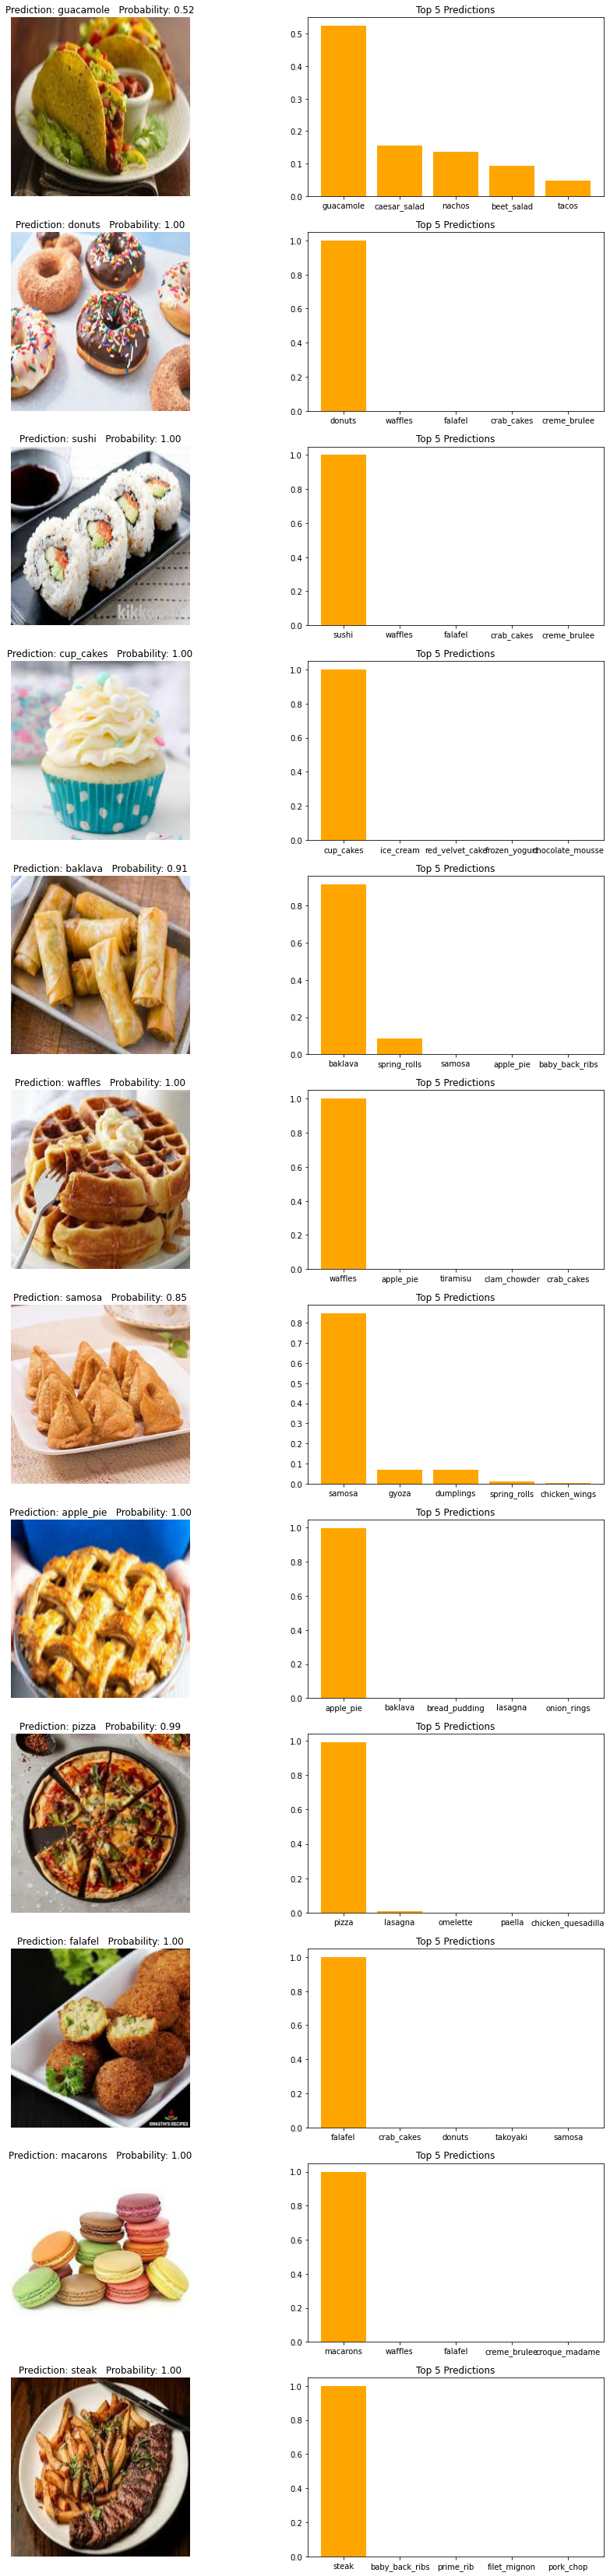 Prediction: guacamole Probability: 0.52
Top 5 Predictions
0.5
0.4
0.3
0.2
0.1
0.0
guacamole caesar_salad nachos beet_salad tacos
Prediction: donuts Probability: 1.00
Top 5 Predictions
1.0
0.8
0.6
0.4
0.2
0.0
donuts waffles falafel crab_cakes creme_brulee
Prediction: sushi Probability: 1.00
Top 5 Predictions
1.0
0.8
0.6
0.4
0.2
0.0
sushi waffles falafel crab_cakes creme_brulee
Prediction: cup_cakes Probability: 1.00
Top 5 Predictions
1.0
0.8
0.6
0.4
0.2
0.0
cup_cakes ice_cream red_velvet_cake frozen_yogurt chocolate_mousse
Prediction: baklava Probability: 0.91
Top 5 Predictions
0.8
0.6
0.4
0.2
0.0
baklava spring_rolls samosa apple_pie baby_back_ribs
Prediction: waffles Probability: 1.00
Top 5 Predictions
1.0
0.8
0.6
0.4
0.2
0.0
waffles apple_pie tiramisu clam_chowder crab_cakes
Prediction: samosa Probability: 0.85
Top 5 Predictions
0.8
0.7
0.6
0.5
0.4
0.3
0.2
0.1
0.0
samosa gyoza dumplings spring_rolls chicken_wings
Prediction: apple_pie Probability: 1.00
Top 5 Predictions
1.0
0.8
0.6
0.4
0.2
0.0
apple_pie baklava bread_pudding lasagna onion_rings
Prediction: pizza Probability: 0.99
Top 5 Predictions
1.0
0.8
0.6
0.4
0.2
0.0
pizza lasagna omelette paella chicken_quesadilla
Prediction: falafel Probability: 1.00
Top 5 Predictions
1.0
0.8
0.6
0.4
0.2
0.0
SWASTHI'S RECIPES
falafel crab_cakes donuts takoyaki samosa
Prediction: macarons Probability: 1.00
Top 5 Predictions
1.0
0.8
0.6
0.4
0.2
0.0
macarons waffles falafel creme_brulee croque_madame
Prediction: steak Probability: 1.00
Top 5 Predictions
1.0
0.8
0.6
0.4
0.2
0.0
steak baby_back_ribs prime_rib filet_mignon pork_chop